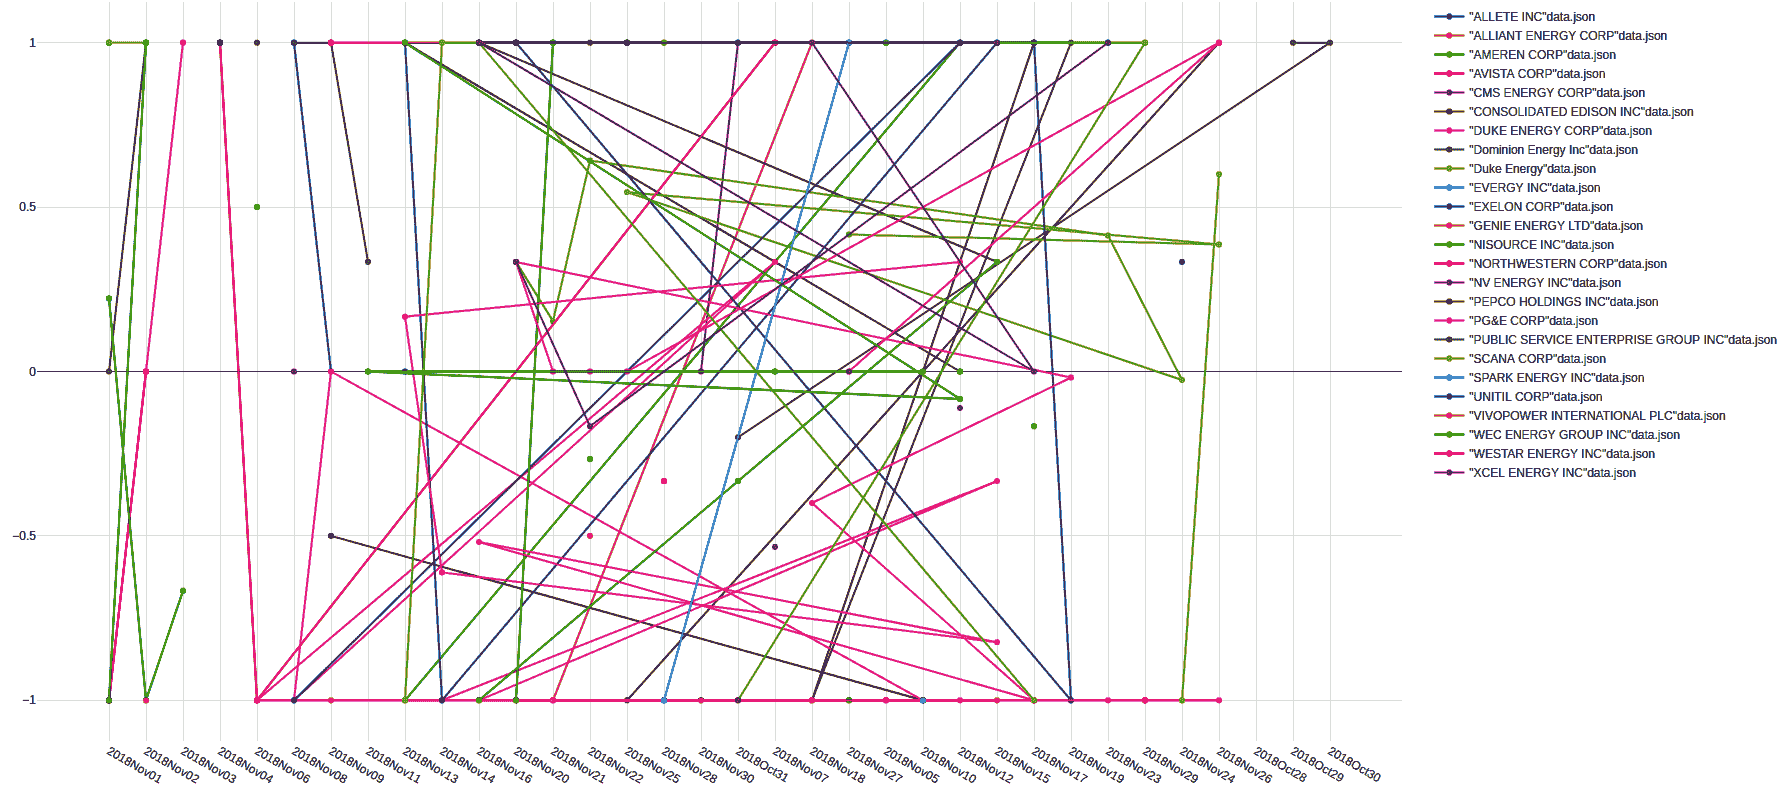 1
0.5
0
−0.5
−1
2018Nov01
2018Nov02
2018Nov03
2018Nov04
2018Nov06
2018Nov08
2018Nov09
2018Nov11
2018Nov13
2018Nov14
2018Nov16
2018Nov20
2018Nov21
2018Nov22
2018Nov25
2018Nov28
2018Nov30
2018Oct31
2018Nov07
2018Nov18
2018Nov27
2018Nov05
2018Nov10
2018Nov12
2018Nov15
2018Nov17
2018Nov19
2018Nov23
2018Nov29
2018Nov24
2018Nov26
2018Oct28
2018Oct29
2018Oct30
"ALLETE INC"data.json
"ALLIANT ENERGY CORP"data.json
"AMEREN CORP"data.json
"AVISTA CORP"data.json
"CMS ENERGY CORP"data.json
"CONSOLIDATED EDISON INC"data.json
"DUKE ENERGY CORP"data.json
"Dominion Energy Inc"data.json
"Duke Energy"data.json
"EVERGY INC"data.json
"EXELON CORP"data.json
"GENIE ENERGY LTD"data.json
"NISOURCE INC"data.json
"NORTHWESTERN CORP"data.json
"NV ENERGY INC"data.json
"PEPCO HOLDINGS INC"data.json
"PG&E CORP"data.json
"PUBLIC SERVICE ENTERPRISE GROUP INC"data.json
"SCANA CORP"data.json
"SPARK ENERGY INC"data.json
"UNITIL CORP"data.json
"VIVOPOWER INTERNATIONAL PLC"data.json
"WEC ENERGY GROUP INC"data.json
"WESTAR ENERGY INC"data.json
"XCEL ENERGY INC"data.json